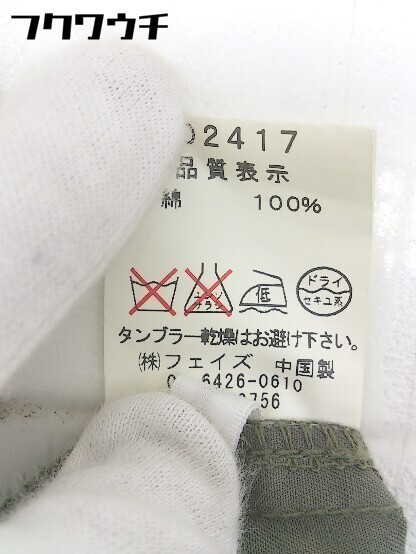 フクワウチ
02417
品質表示
綿 100%
低
ドライ
セキユ系
タンブラー乾燥はお避け下さい。
(株)フェイズ 中国製
6426-0610
3756